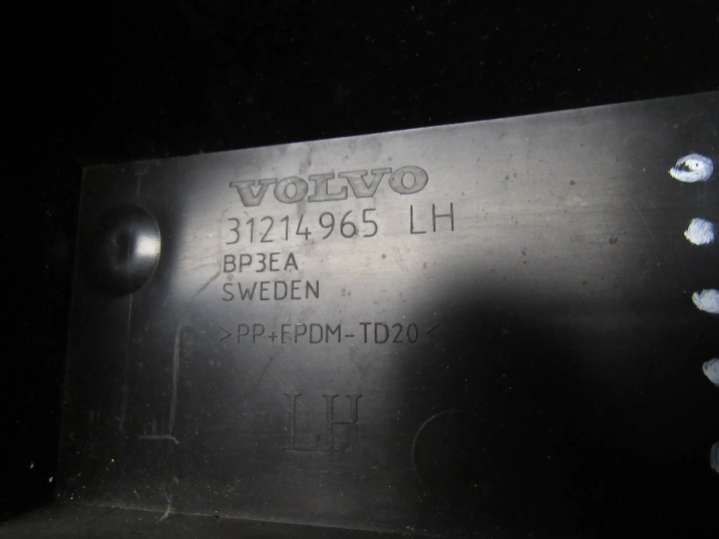 VOLVO
31214965 LH
BP3EA
SWEDEN
>PP+EPDM-TD20<
LH